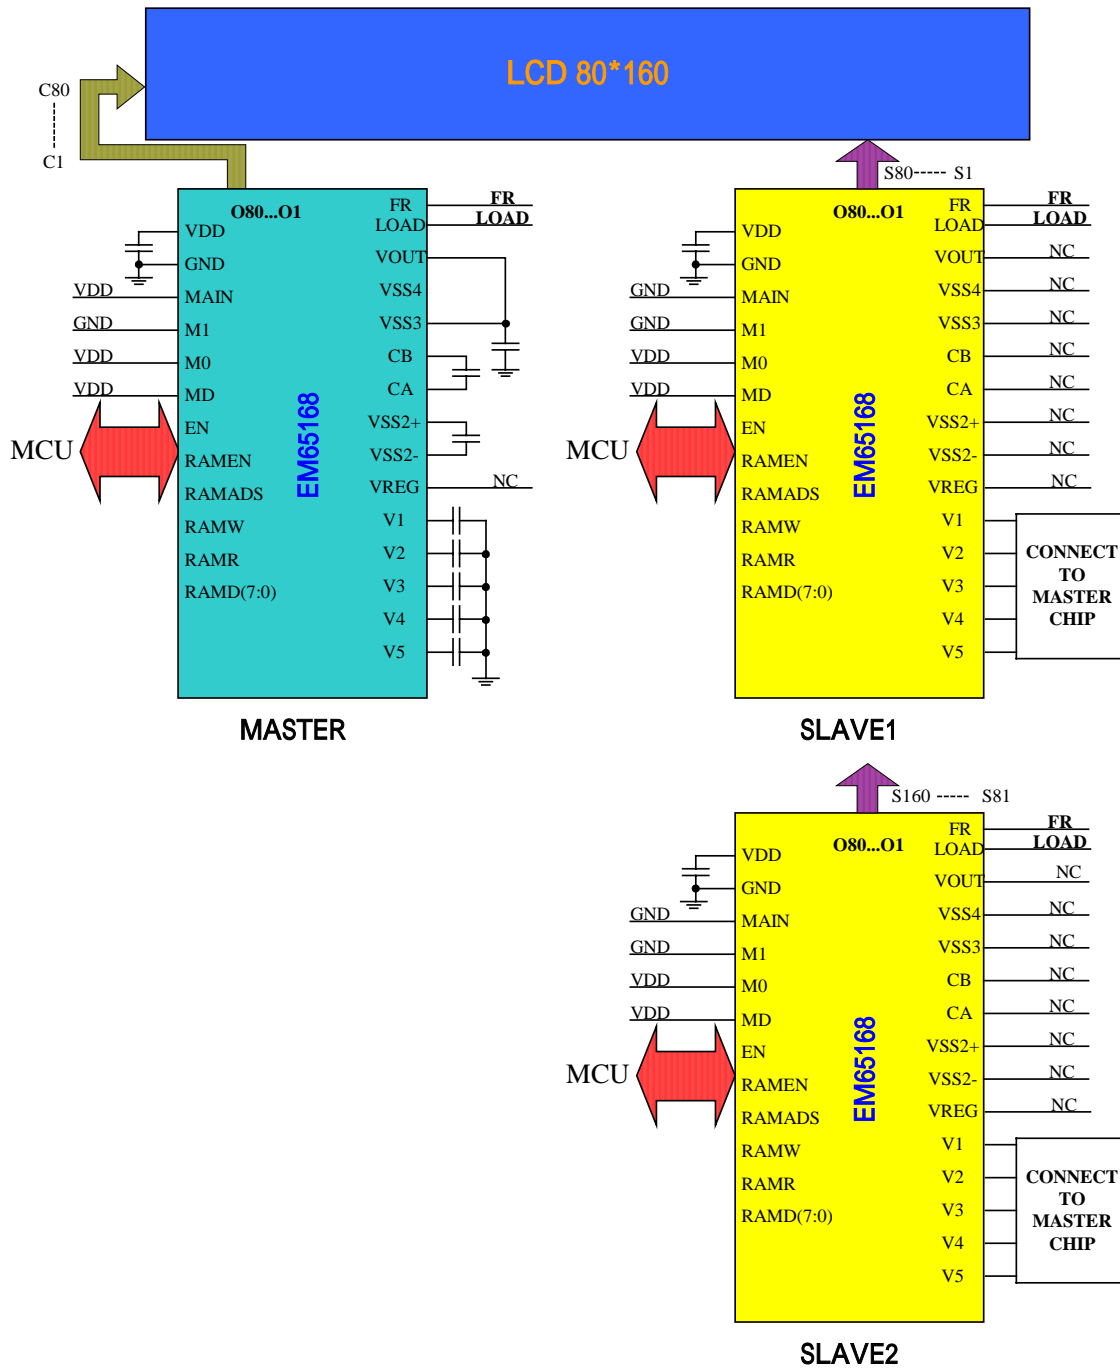 LCD 80*160
C80
C1
S80 ----- S1
O80...O1
FR
FR
LOAD
LOAD
VDD
VOUT
GND
VDD
MAIN
VSS4
GND
M1
VSS3
VDD
M0
CB
VDD
MD
CA
MCU
EN
VSS2+
RAMEN
VSS2-
RAMADS
VREG
NC
RAMW
V1
RAMR
V2
RAMD(7:0)
V3
V4
V5
EM65168
MASTER
O80...O1
FR
FR
LOAD
LOAD
VDD
VOUT
NC
GND
GND
MAIN
VSS4
NC
GND
M1
VSS3
NC
VDD
M0
CB
NC
VDD
MD
CA
NC
MCU
EN
VSS2+
NC
RAMEN
VSS2-
NC
RAMADS
VREG
NC
RAMW
V1
RAMR
V2
RAMD(7:0)
V3
V4
V5
CONNECT
TO
MASTER
CHIP
EM65168
SLAVE1
S160 ----- S81
O80...O1
FR
FR
LOAD
LOAD
VDD
VOUT
NC
GND
GND
MAIN
VSS4
NC
GND
M1
VSS3
NC
VDD
M0
CB
NC
VDD
MD
CA
NC
MCU
EN
VSS2+
NC
RAMEN
VSS2-
NC
RAMADS
VREG
NC
RAMW
V1
RAMR
V2
RAMD(7:0)
V3
V4
V5
CONNECT
TO
MASTER
CHIP
EM65168
SLAVE2